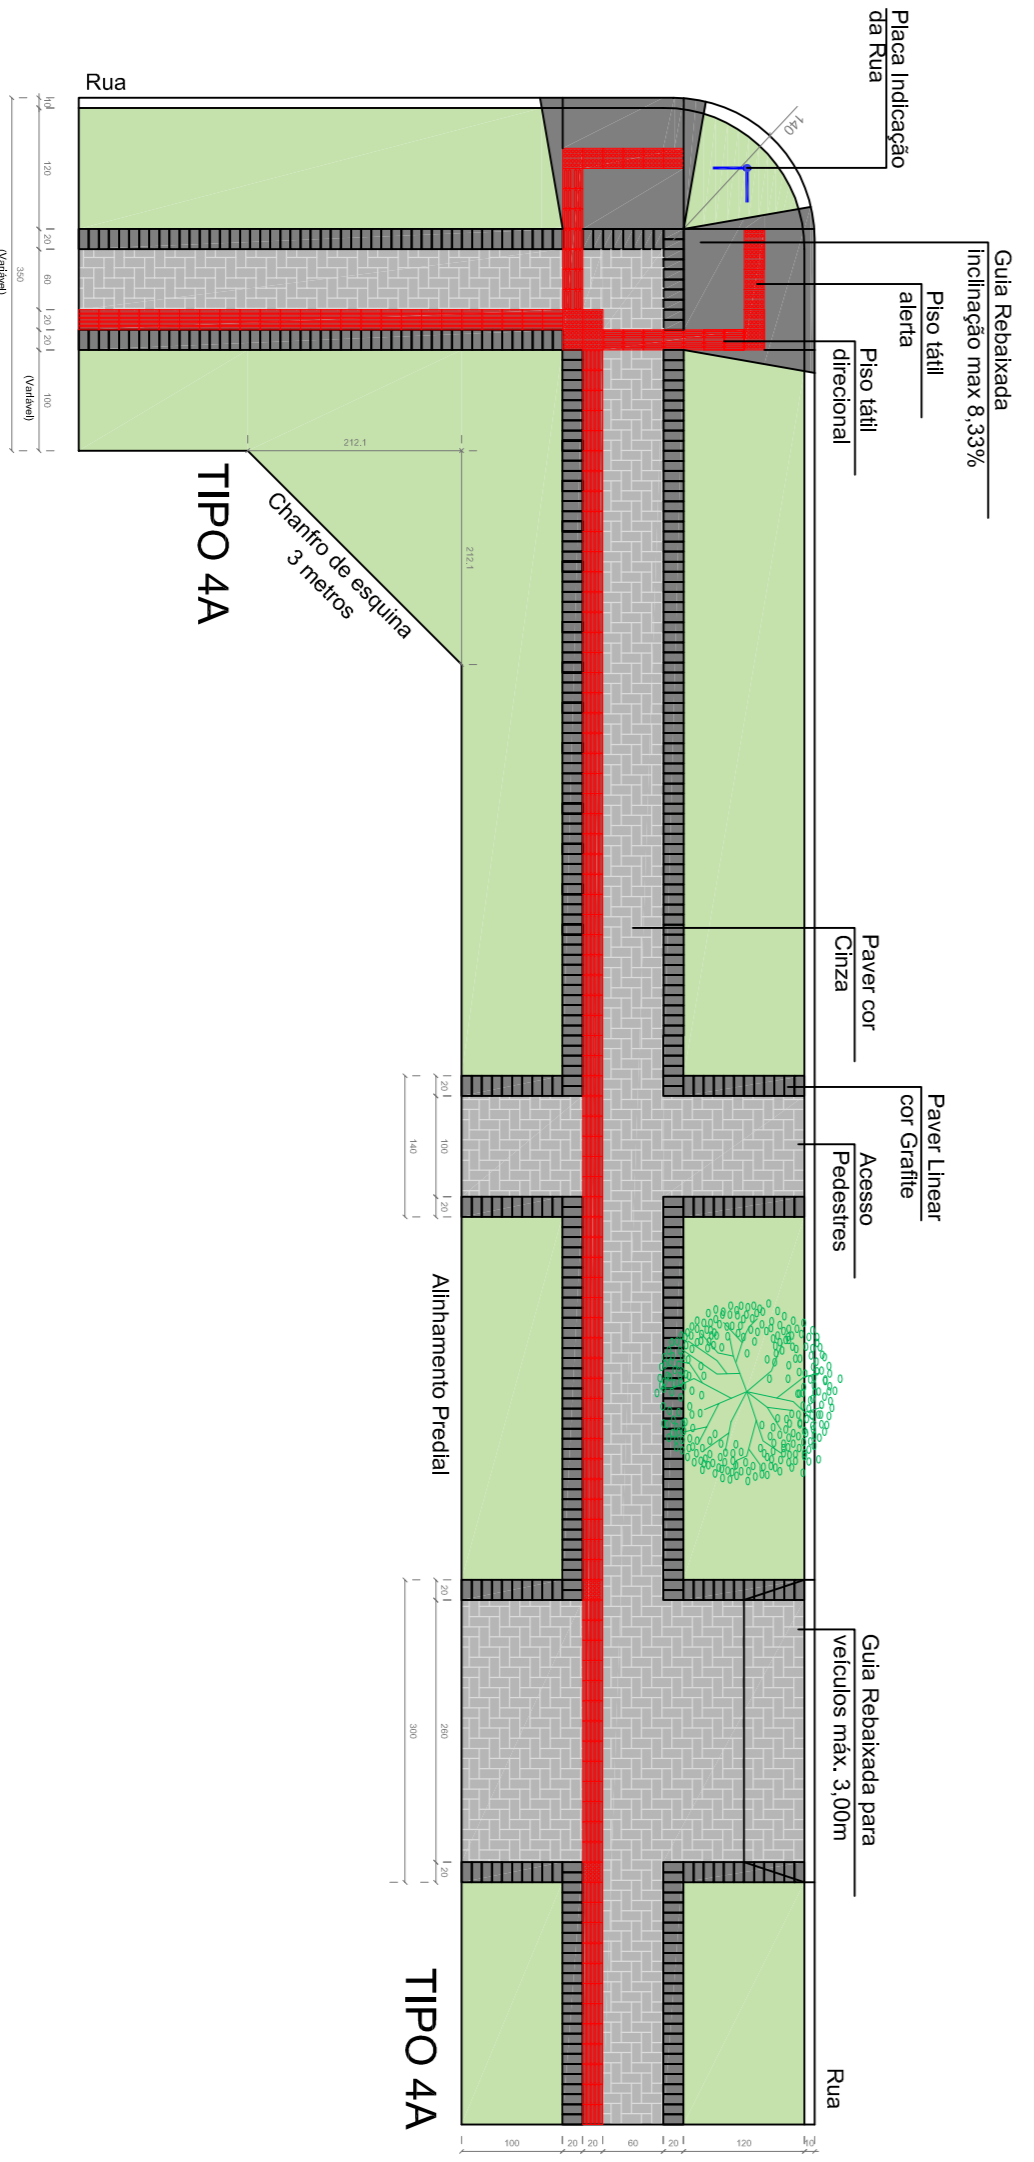 Rua
Placa Indicação
da Rua
140
Guia Rebaixada
inclinação max 8,33%
Piso tátil
alerta
Piso tátil
direcional
10
120
20
60
20
20
100
(Variável)
350
(Variável)
212.1
212.1
Chanfro de esquina
3 metros
TIPO 4A
Paver cor
Cinza
Paver Linear
cor Grafite
Acesso
Pedestres
20
100
20
140
Alinhamento Predial
Guia Rebaixada para
veículos máx. 3,00m
20
260
20
300
TIPO 4A
Rua
100
20
20
60
20
120
10